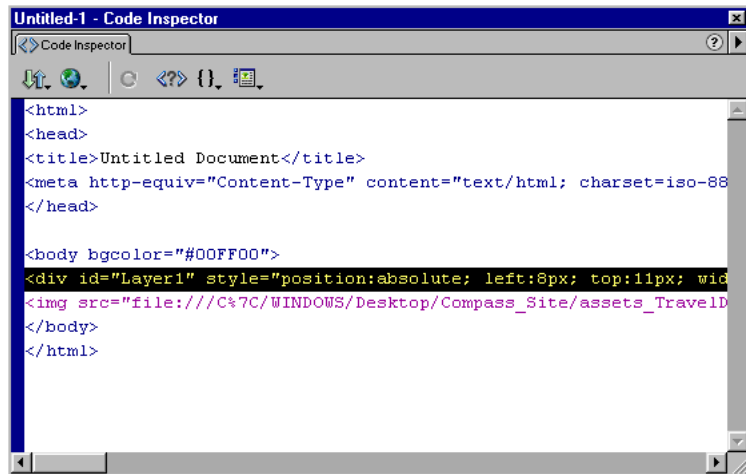 Untitled-1 - Code Inspector
Code Inspector
<html>
<head>
<title>Untitled Document</title>
<meta http-equiv="Content-Type" content="text/html; charset=iso-88
</head>
<body bgcolor="#00FF00">
<div id="Layer1" style="position:absolute; left:8px; top:11px; wid
<img src="file:///C%7C/WINDOWS/Desktop/Compass_Site/assets_TravelD
</body>
</html>